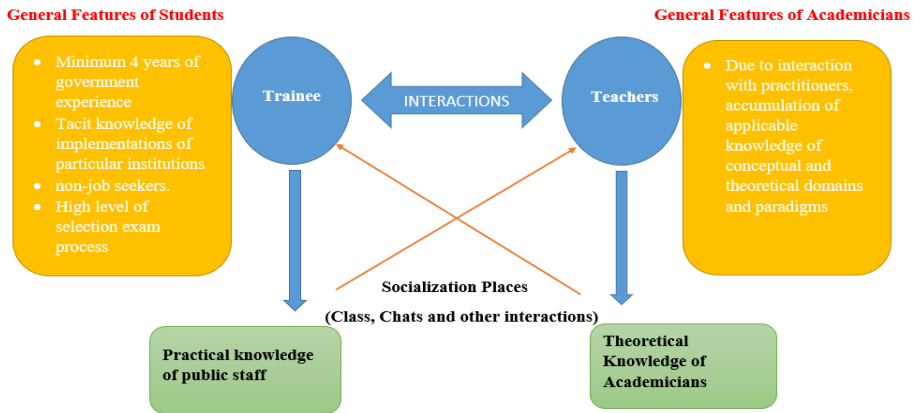 General Features of Students
General Features of Academicians
Minimum 4 years of
government
experience
Tacit knowledge of
implementations of
particular institutions
non-job seekers.
High level of
selection exam
process
Trainee
INTERACTIONS
Teachers
Due to interaction
with practitioners,
accumulation of
applicable
knowledge of
conceptual and
theoretical domains
and paradigms
Socialization Places
(Class, Chats and other interactions)
Practical knowledge
of public staff
Theoretical
Knowledge of
Academicians